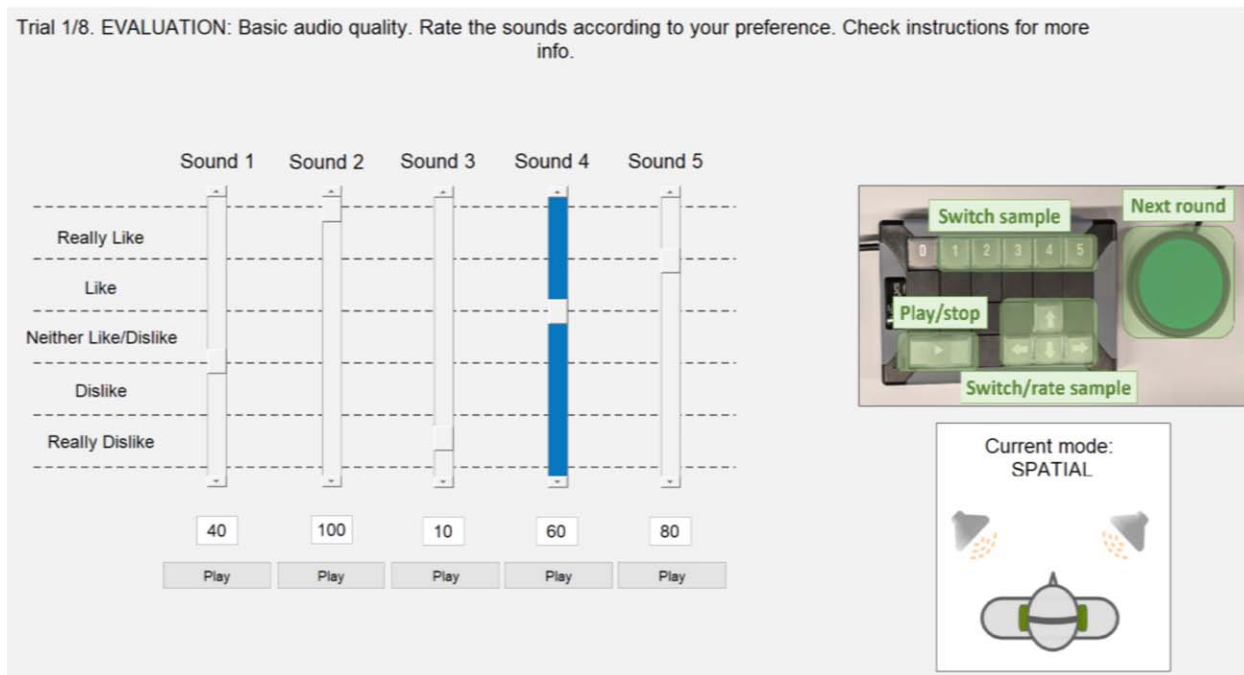 Trial 1/8. EVALUATION: Basic audio quality. Rate the sounds according to your preference. Check instructions for more
info.
Sound 1 Sound 2 Sound 3 Sound 4 Sound 5
Really Like
Like
Neither Like/Dislike
Dislike
Really Dislike
40 100 10 60 80
Play Play Play Play Play
Next round
Switch sample
0 1 2 3 4 5
Play/stop
Switch/rate sample
Current mode:
SPATIAL